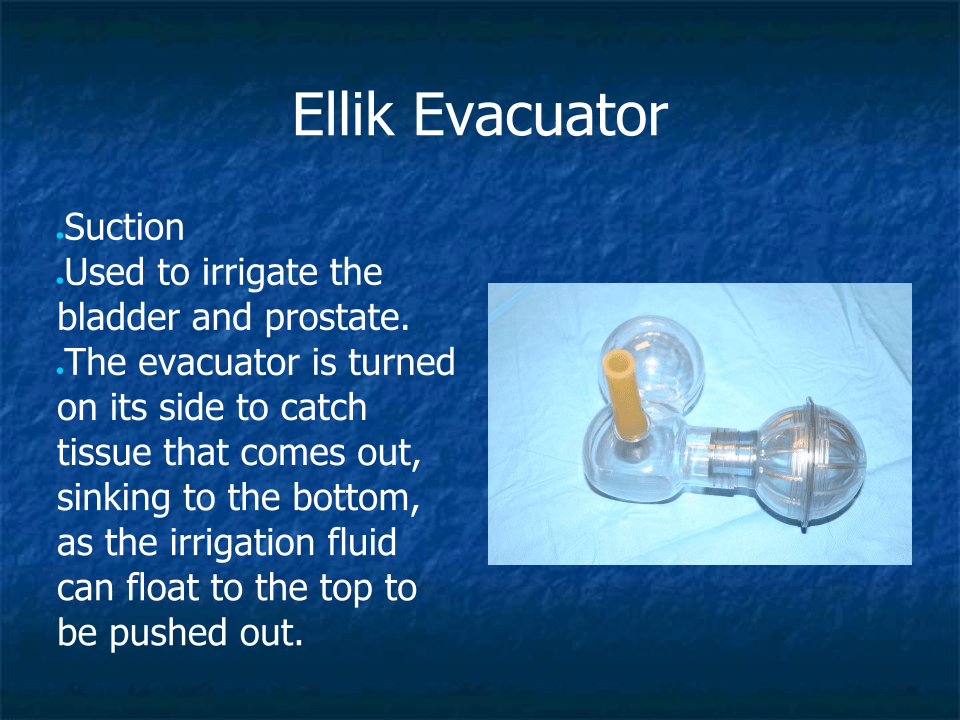 Ellik Evacuator
●Suction
●Used to irrigate the
bladder and prostate.
●The evacuator is turned
on its side to catch
tissue that comes out,
sinking to the bottom,
as the irrigation fluid
can float to the top to
be pushed out.